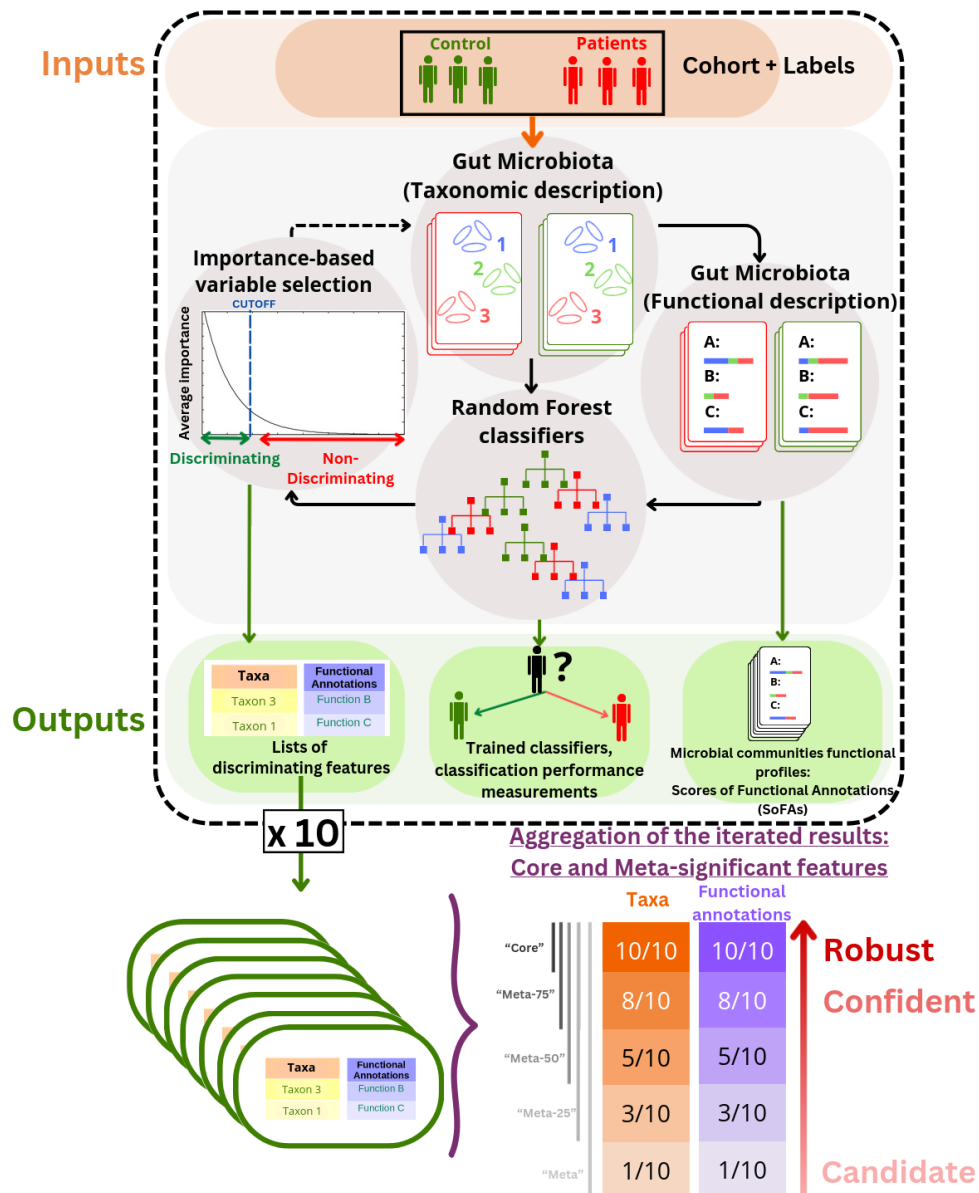 Inputs
Control
Patients
Cohort + Labels
Gut Microbiota
(Taxonomic description)
1
2
3
1
2
3
Importance-based
variable selection
CUTOFF
Average importance
Discriminating
Non-
Discriminating
Gut Microbiota
(Functional description)
A:
B:
C:
A:
B:
C:
Random Forest
classifiers
Outputs
Taxa
Functional
Annotations
Taxon 3
Function B
Taxon 1
Function C
Lists of
discriminating features
?
Trained classifiers,
classification performance
measurements
A:
B:
C:
Microbial communities functional
profiles:
Scores of Functional Annotations
(SoFAs)
x 10
Aggregation of the iterated results:
Core and Meta-significant features
Taxa
Functional
annotations
“Core”
10/10
10/10
Robust
“Meta-75”
8/10
8/10
Confident
“Meta-50”
5/10
5/10
“Meta-25”
3/10
3/10
“Meta”
1/10
1/10
Candidate
Taxa
Functional
Annotations
Taxon 3
Function B
Taxon 1
Function C